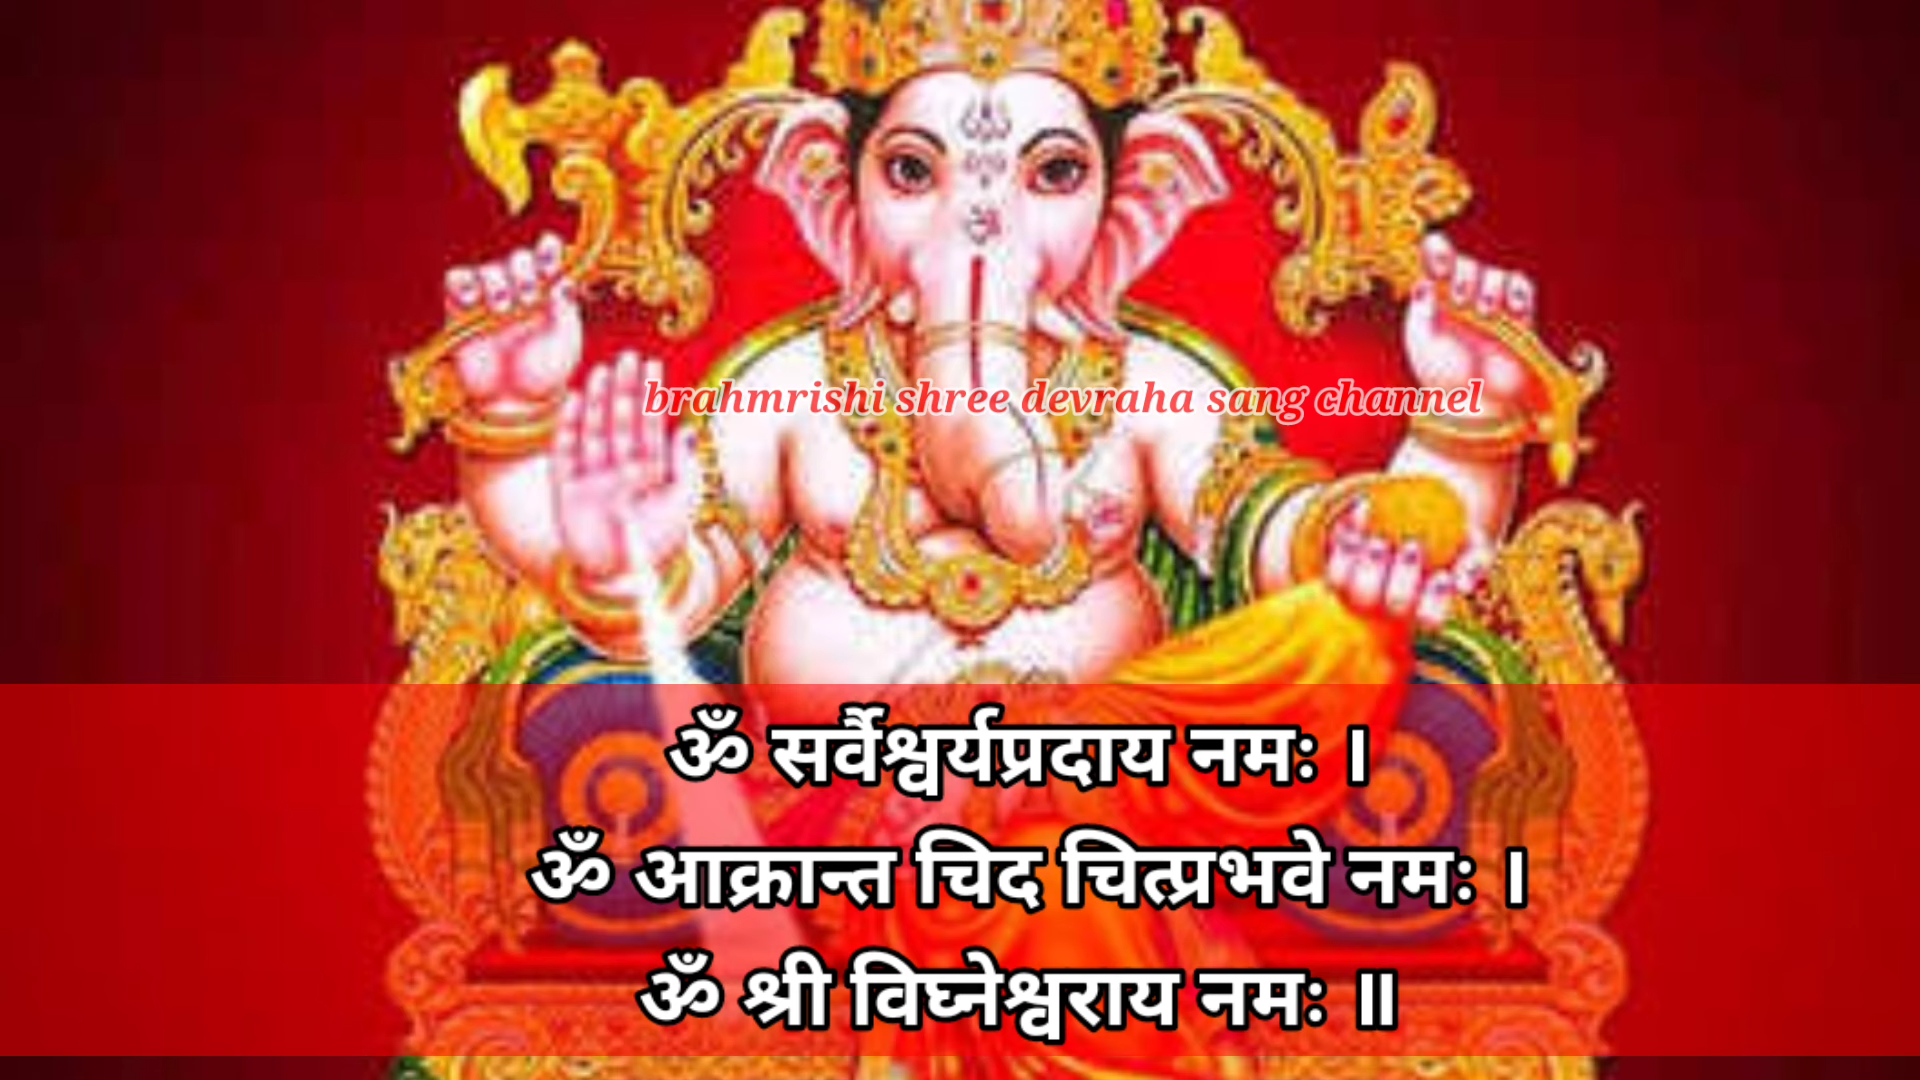 brahmrishi shree devraha sang channel
ॐ सर्वैश्वर्यप्रदाय नमः ।
ॐ आक्रान्त चिद चित्प्रभवे नमः ।
ॐ श्री विघ्नेश्वराय नमः ॥